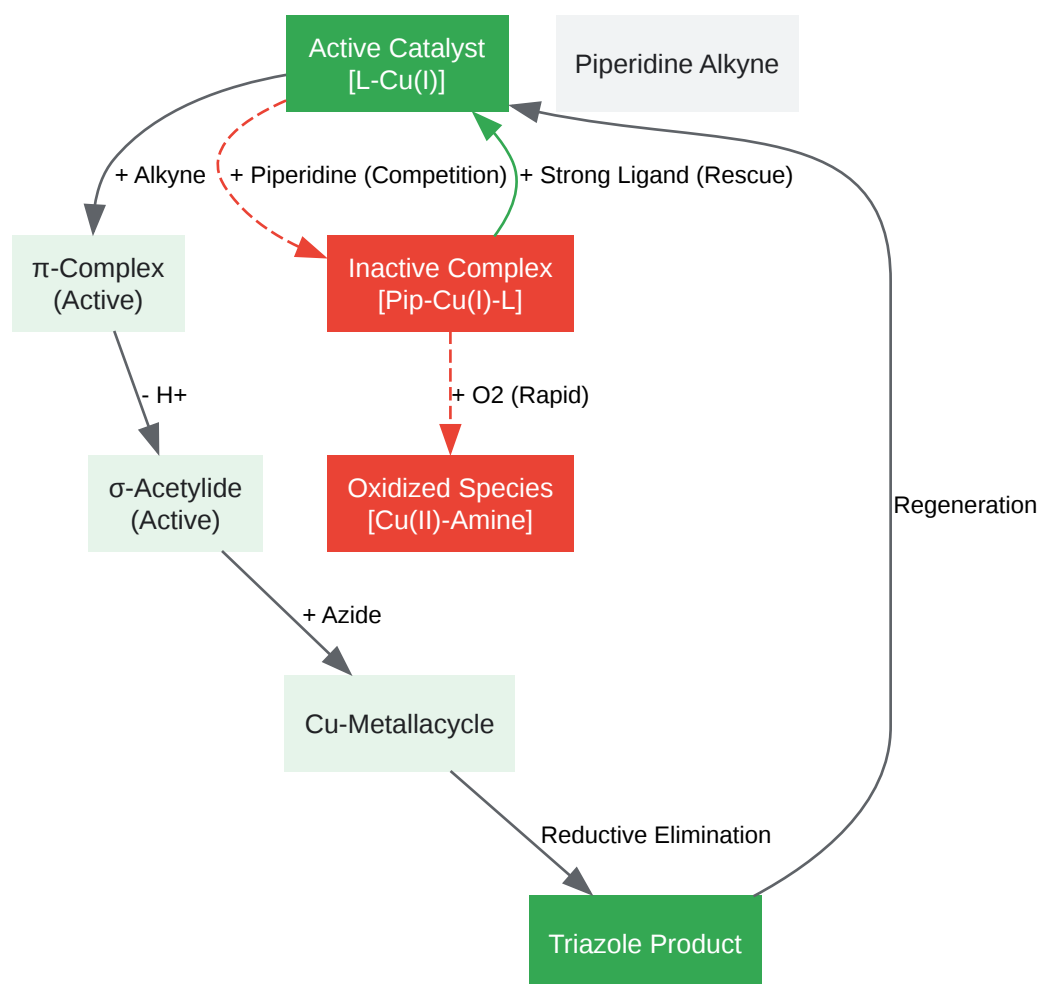 Active Catalyst
[L-Cu(I)]
Piperidine Alkyne
+ Alkyne
+ Piperidine (Competition)
+ Strong Ligand (Rescue)
π-Complex
(Active)
Inactive Complex
[Pip-Cu(I)-L]
- H+
+ O2 (Rapid)
σ-Acetylide
(Active)
Oxidized Species
[Cu(II)-Amine]
Regeneration
+ Azide
Cu-Metallacycle
Reductive Elimination
Triazole Product